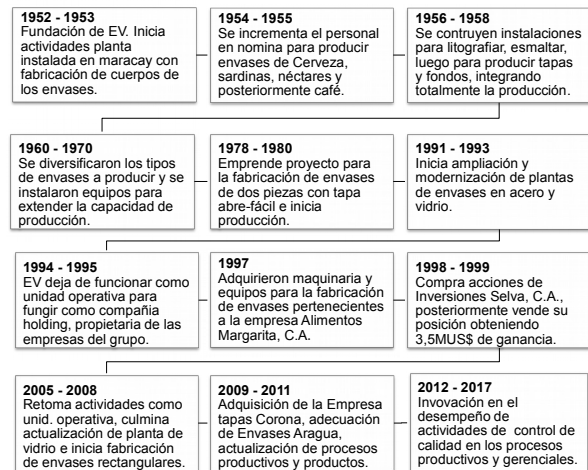 1952 - 1953
Fundación de EV. Inicia
actividades planta
instalada en maracay con
fabricación de cuerpos de
los envases.
1954 - 1955
Se incrementa el personal
en nomina para producir
envases de Cerveza,
sardinas, néctares y
posteriormente café.
1956 - 1958
Se contruyen instalaciones
para litografiar, esmaltar,
luego para producir tapas
y fondos, integrando
totalmente la producción.
1960 - 1970
Se diversificaron los tipos
de envases a producir y se
instalaron equipos para
extender la capacidad de
producción.
1978 - 1980
Emprende proyecto para
la fabricación de envases
de dos piezas con tapa
abre-fácil e inicia
producción.
1991 - 1993
Inicia ampliación y
modernización de plantas
de envases en acero y
vidrio.
1994 - 1995
EV deja de funcionar como
unidad operativa para
fungir como compañia
holding, propietaria de las
empresas del grupo.
1997
Adquirieron maquinaria y
equipos para la fabricación
de envases pertenecientes
a la empresa Alimentos
Margarita, C.A.
1998 - 1999
Compra acciones de
Inversiones Selva, C.A.,
posteriormente vende su
posición obteniendo
3,5MUS$ de ganancia.
2005 - 2008
Retoma actividades como
unid. operativa, culmina
actualización de planta de
vidrio e inicia fabricación
de envases rectangulares.
2009 - 2011
Adquisición de la Empresa
tapas Corona, adecuación
de Envases Aragua,
actualización de procesos
productivos y productos.
2012 - 2017
Invovación en el
desempeño de
actividades de control de
calidad en los procesos
productivos y gerenciales.